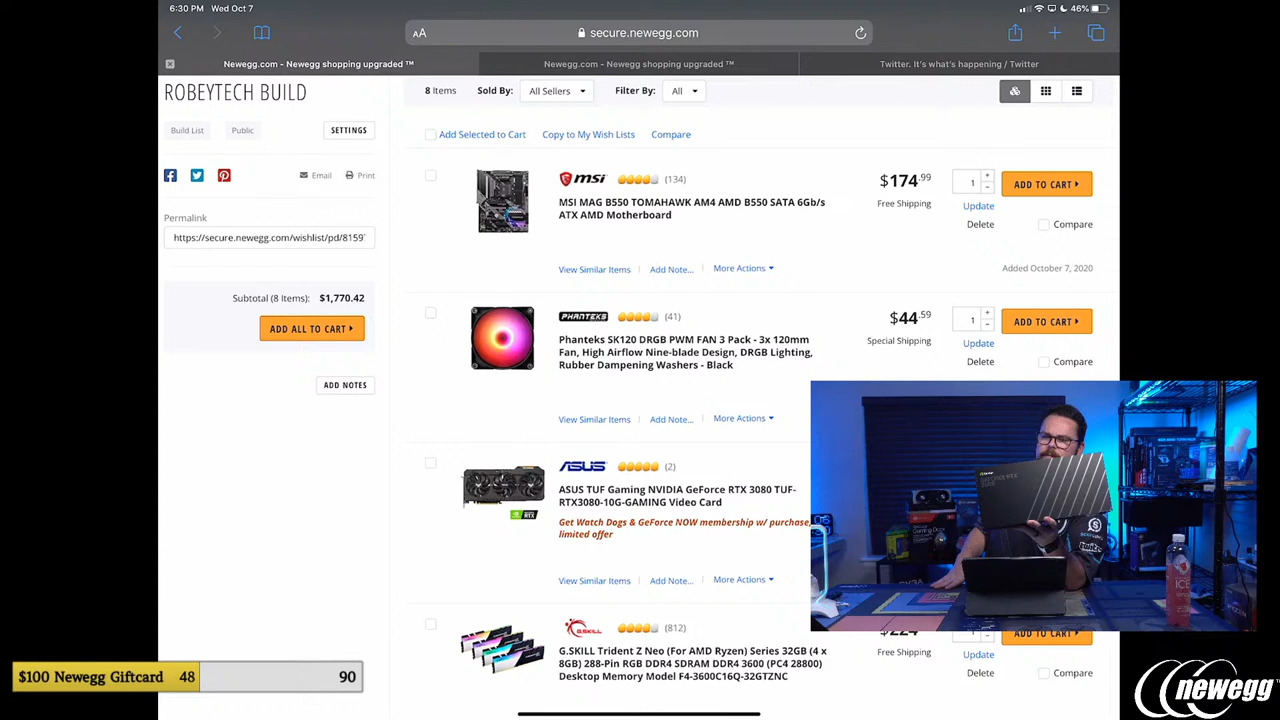 6:30 PM Wed Oct 7
46%
AA
secure.newegg.com
Newegg.com - Newegg shopping upgraded ™
Newegg.com - Newegg shopping upgraded ™
Twitter. It's what's happening / Twitter
ROBEYTECH BUILD
Build List
Public
SETTINGS
Email
Print
Permalink
https://secure.newegg.com/wishlist/pd/8159
Subtotal (8 Items): $1,770.42
ADD ALL TO CART
ADD NOTES
8 Items
Sold By:
All Sellers
Filter By:
All
Add Selected to Cart
Copy to My Wish Lists
Compare
msi
(134)
MSI MAG B550 TOMAHAWK AM4 AMD B550 SATA 6Gb/s
ATX AMD Motherboard
View Similar Items
Add Note...
More Actions
$174.99
Free Shipping
1
+
-
Update
Delete
ADD TO CART
Compare
Added October 7, 2020
PHANTEKS
(41)
Phanteks SK120 DRGB PWM FAN 3 Pack - 3x 120mm
Fan, High Airflow Nine-blade Design, DRGB Lighting,
Rubber Dampening Washers - Black
View Similar Items
Add Note...
More Actions
$44.59
Special Shipping
1
+
-
Update
Delete
ADD TO CART
Compare
ASUS
(2)
ASUS TUF Gaming NVIDIA GeForce RTX 3080 TUF-
RTX3080-10G-GAMING Video Card
Get Watch Dogs & GeForce NOW membership w/ purchase,
limited offer
View Similar Items
Add Note...
More Actions
G.SKILL
(812)
G.SKILL Trident Z Neo (For AMD Ryzen) Series 32GB (4 x
8GB) 288-Pin RGB DDR4 SDRAM DDR4 3600 (PC4 28800)
Desktop Memory Model F4-3600C16Q-32GTZNC
Free Shipping
Update
Delete
ADD TO CART
Compare
GEFORCE RTX
ICE
$100 Newegg Giftcard 48
90
newegg